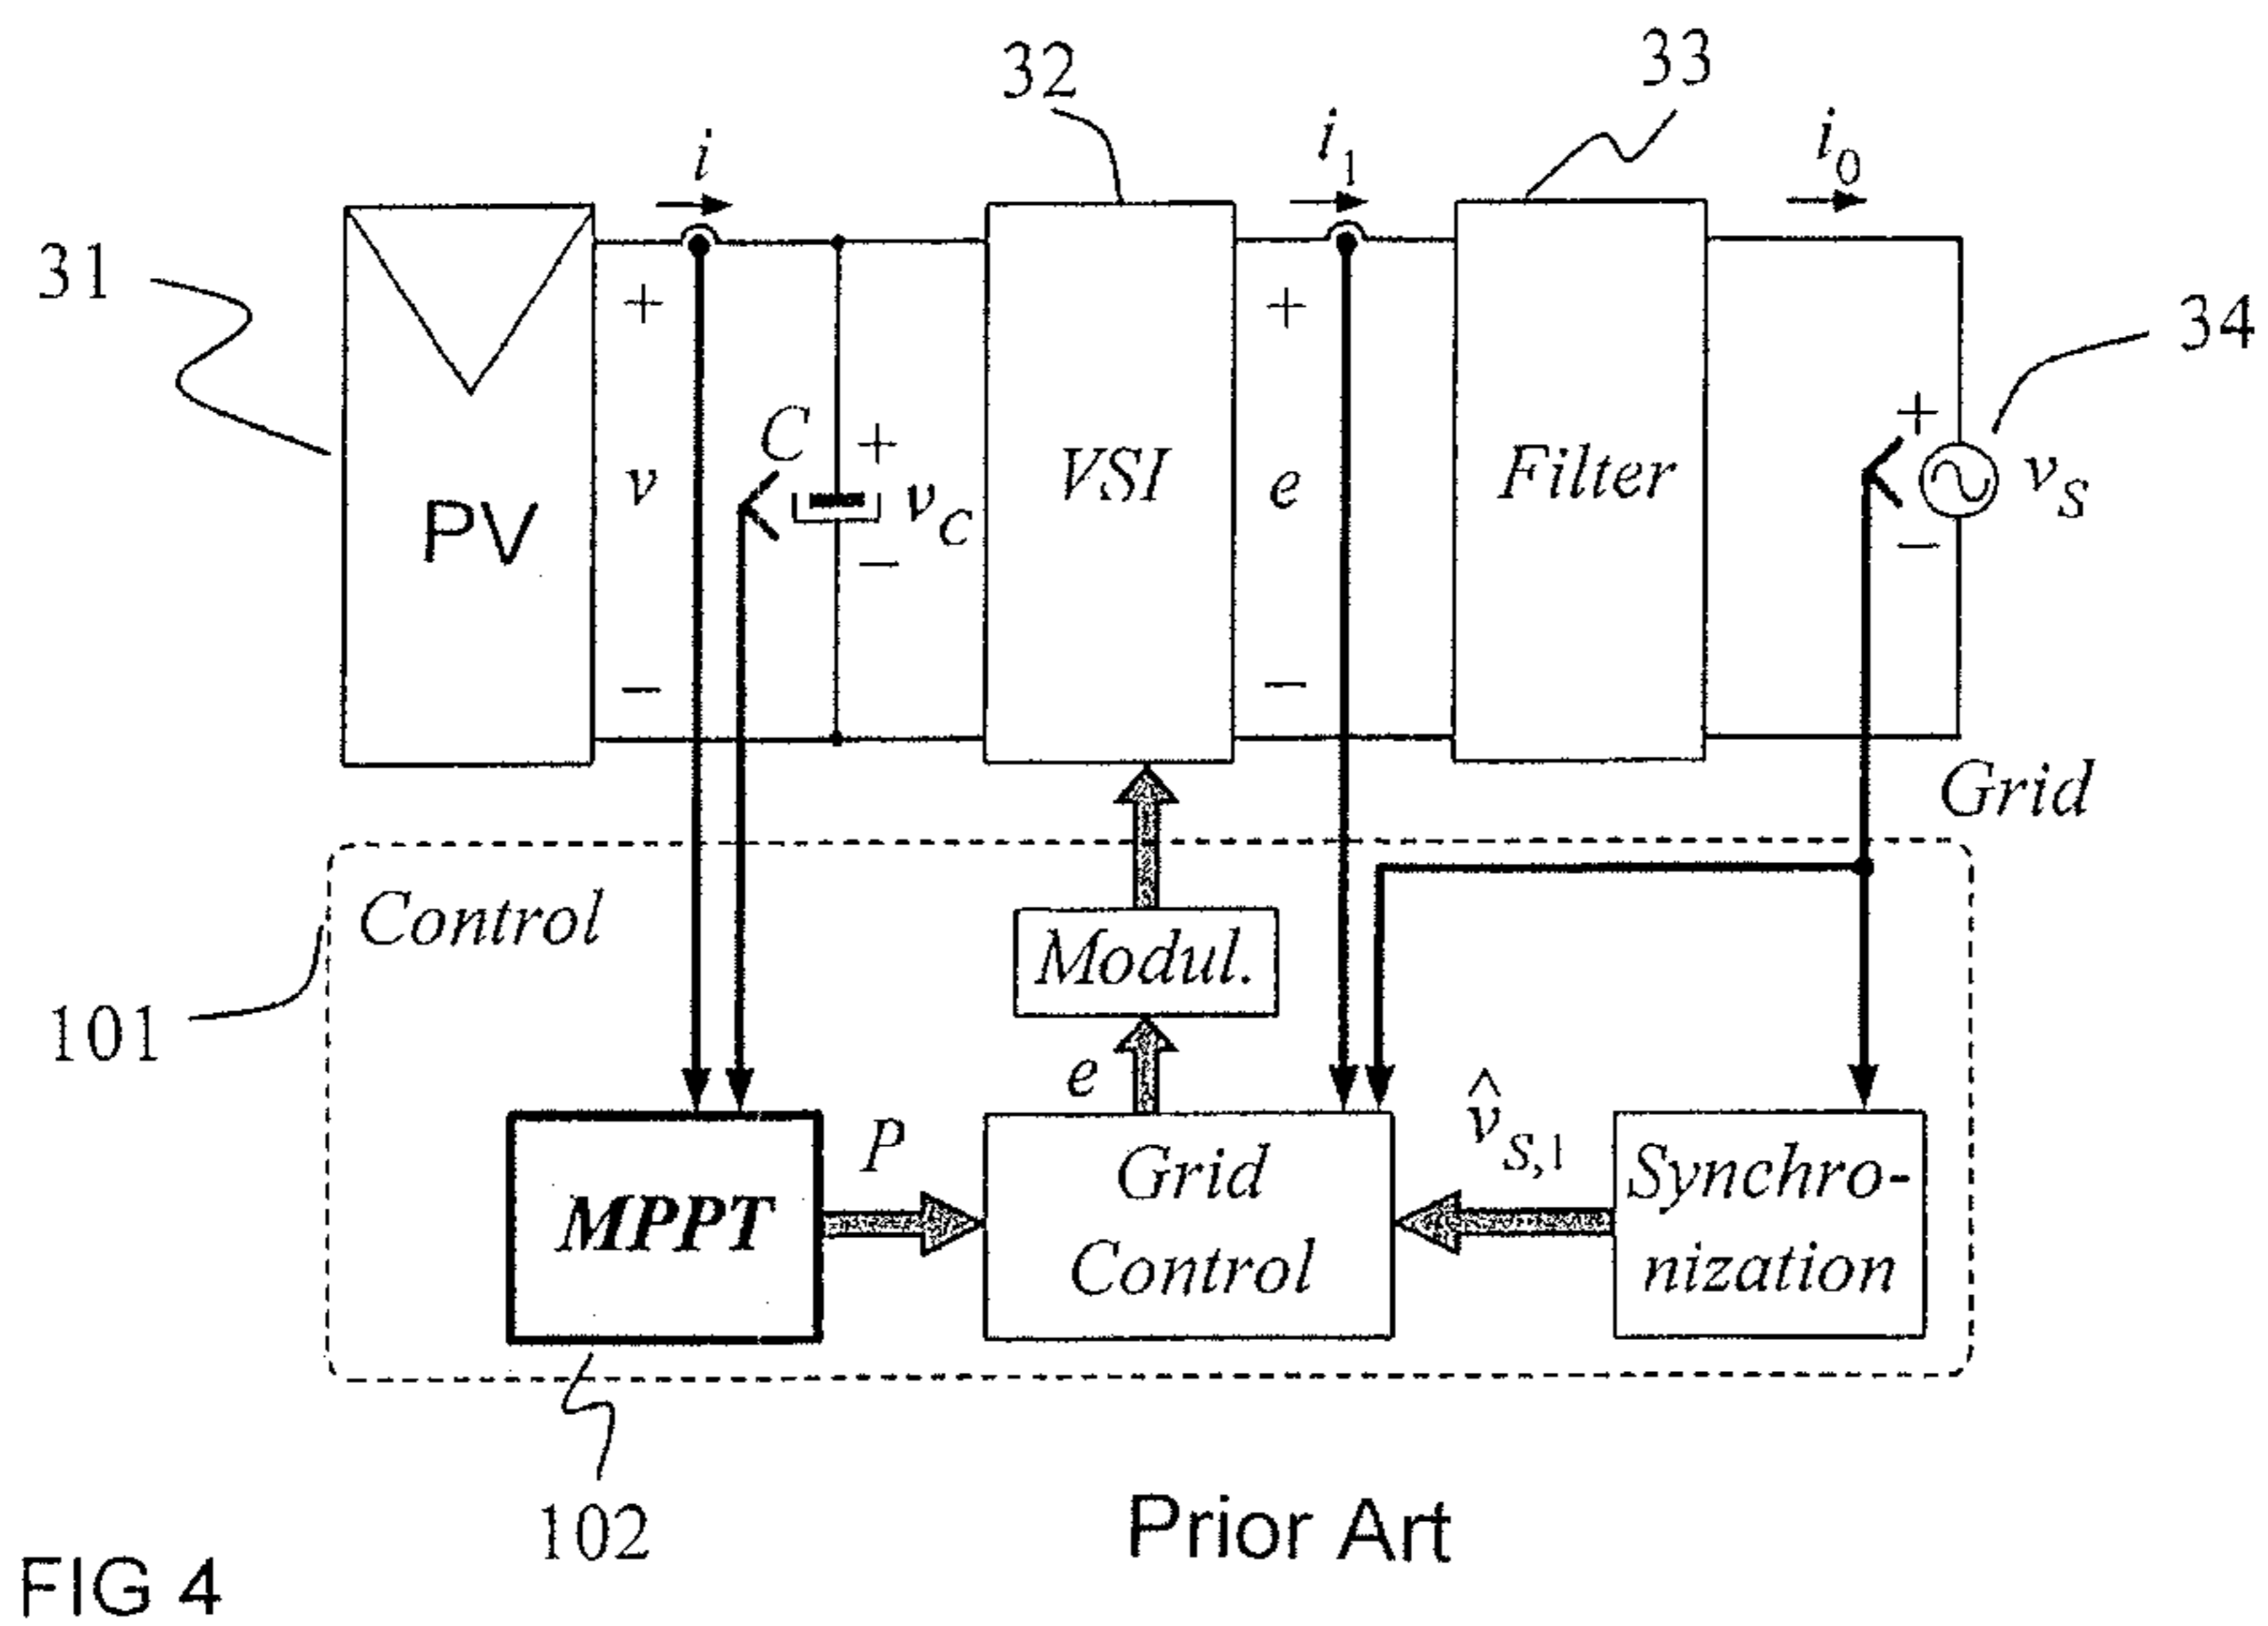 32
33
i
i1
i0
31
34
+
+
+
C
+
v
VSI
e
Filter
vS
PV
vC
−
−
−
−
Grid
Control
Modul.
101
e
v̂S,1
P
MPPT
Grid
Control
Synchro-
nization
102
Prior Art
FIG 4